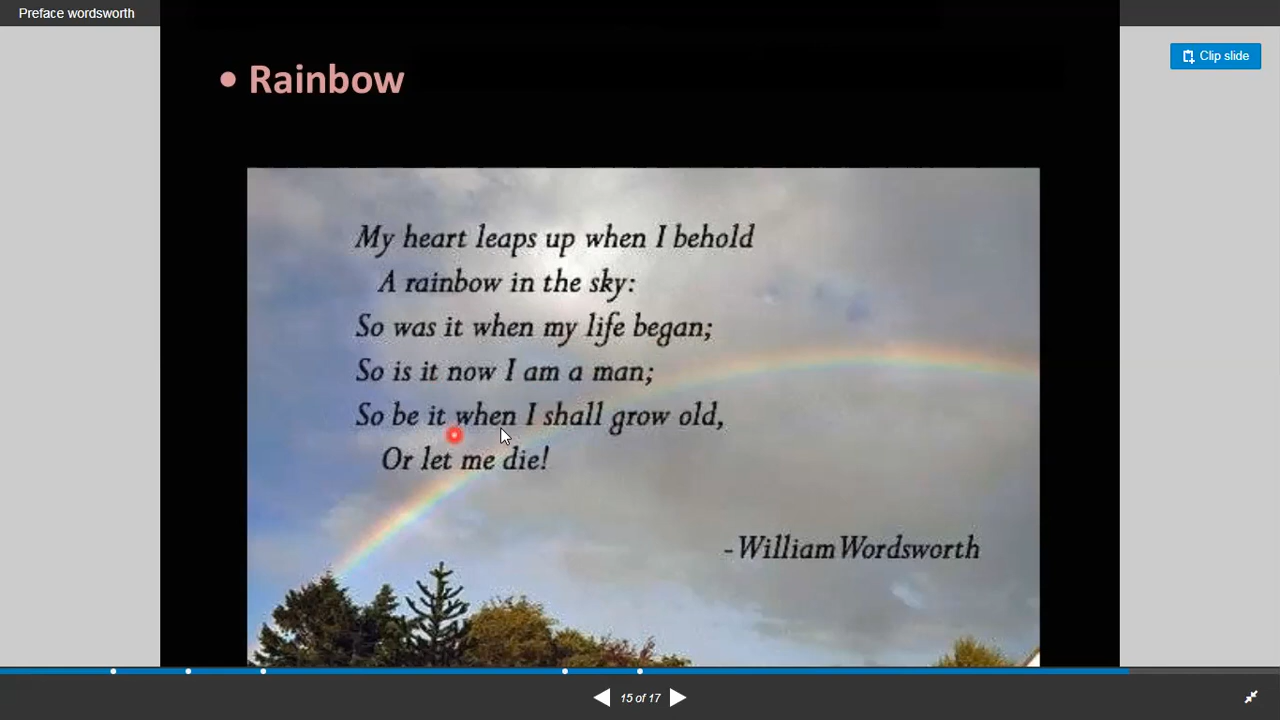 Preface wordsworth
Clip slide
• Rainbow
My heart leaps up when I behold
A rainbow in the sky:
So was it when my life began;
So is it now I am a man;
So be it when I shall grow old,
Or let me die!
- William Wordsworth
15 of 17